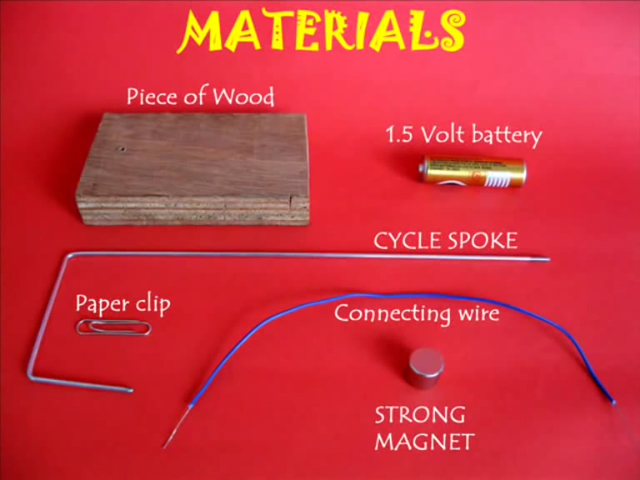 MATERIALS
Piece of Wood
1.5 Volt battery
CYCLE SPOKE
Paper clip
Connecting wire
STRONG
MAGNET